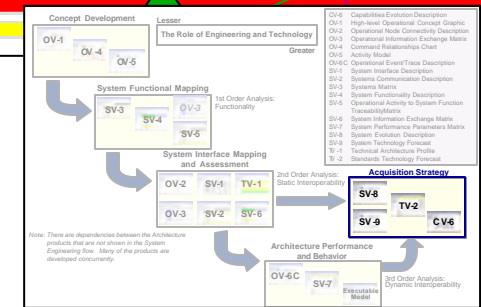 Concept Development
OV-1
OV -4
OV-5
Lesser
The Role of Engineering and Technology
Greater
OV-6 Capabilities Evolution Description
OV-1 High-level Operational Concept Graphic
OV-2 Operational Node Connectivity Description
OV-3 Operational Information Exchange Matrix
OV-4 Command Relationships Chart
OV-5 Activity Model
OV-6C Operational Event/Trace Description
SV-1 System Interface Description
SV-2 Systems Communication Description
SV-3 Systems Matrix
SV-4 System Functionality Description
SV-5 Operational Activity to System Function
TraceabilityMatrix
SV-6 System Information Exchange Matrix
SV-7 System Performance Parameters Matrix
SV-8 System Evolution Description
SV-9 System Technology Forecast
TV -1 Technical Architecture Profile
TV -2 Standards Technology Forecast
System Functional Mapping
SV-3
SV-4
OV-3
SV-5
1st Order Analysis:
Functionality
System Interface Mapping
and Assessment
OV-2 SV-1 TV-1
OV-3 SV-2 SV-6
2nd Order Analysis:
Static Interoperability
Acquisition Strategy
SV-8
TV-2
SV -9
CV-6
Note: There are dependencies between the Architecture
products that are not shown in the System
Engineering flow. Many of the products are
developed concurrently.
Architecture Performance
and Behavior
OV-6C
SV-7
Executable
Model
3rd Order Analysis:
Dynamic Interoperability